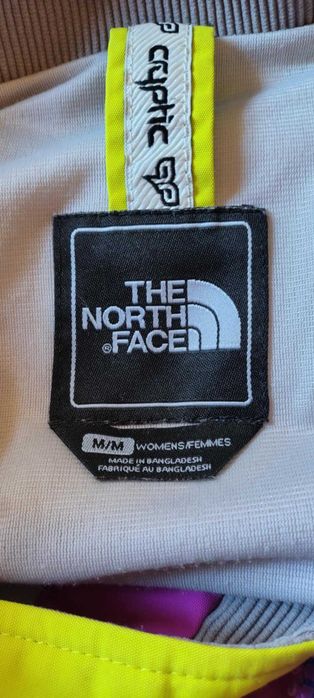 cryptic
THE
NORTH
FACE®
M/M WOMENS/FEMMES
MADE IN BANGLADESH
FABRIQUÉ AU BANGLADESH